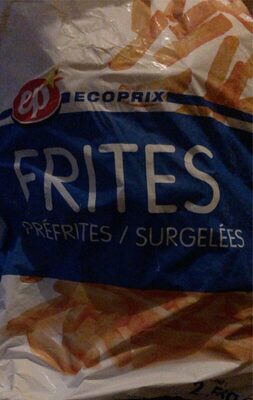 ep
ECOPRIX
FRITES
PRÉFRITES / SURGELÉES